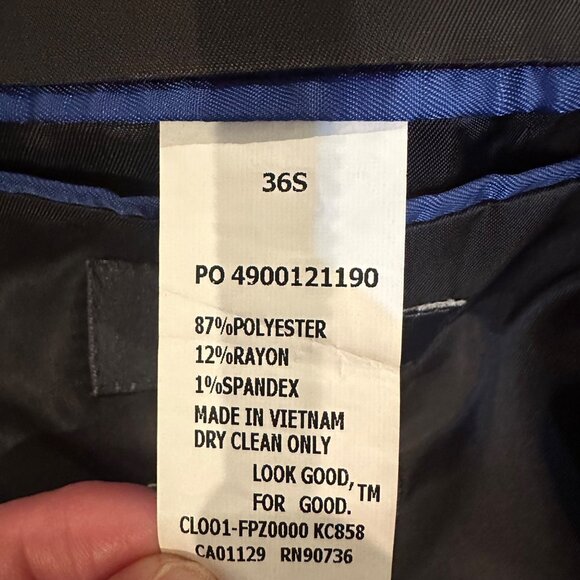 36S
PO 4900121190
87%POLYESTER
12%RAYON
1%SPANDEX
MADE IN VIETNAM
DRY CLEAN ONLY
LOOK GOOD,
FOR GOOD.™
CL001-FPZ0000 KC858
CA01129 RN90736